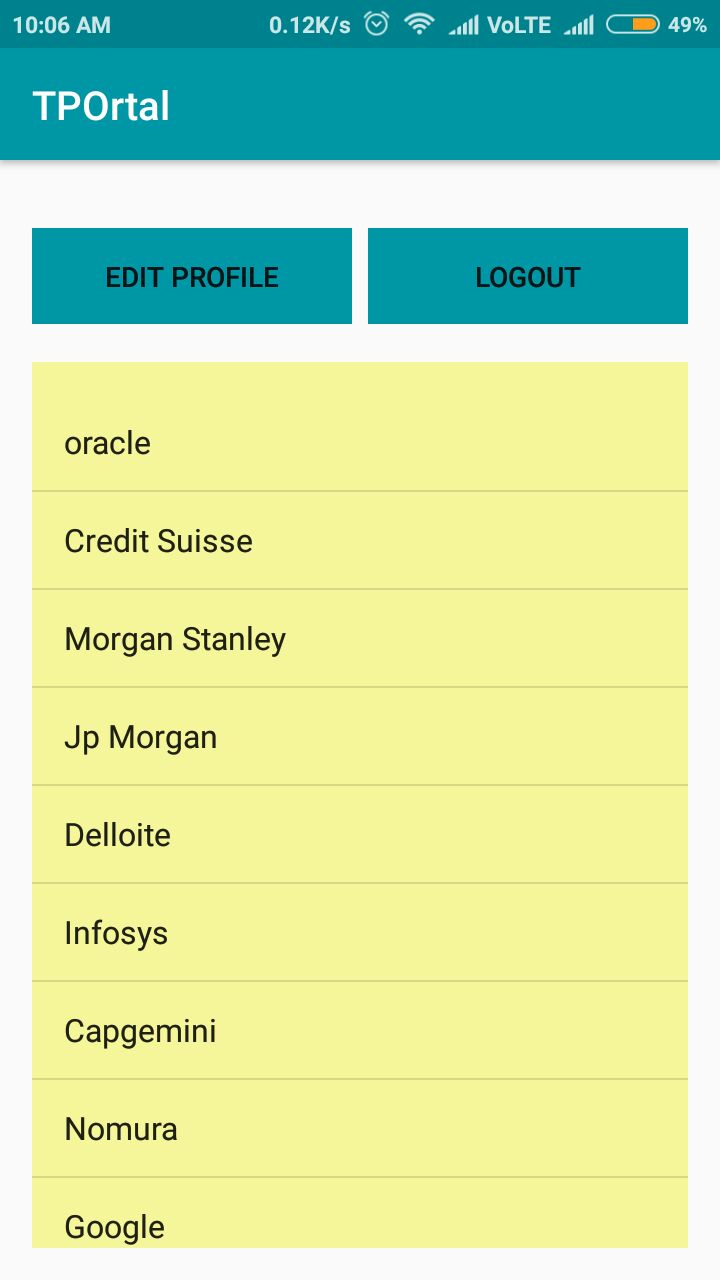 10:06 AM 0.12K/s VoLTE 49%
TPOrtal
EDIT PROFILE LOGOUT
oracle
Credit Suisse
Morgan Stanley
Jp Morgan
Delloite
Infosys
Capgemini
Nomura
Google